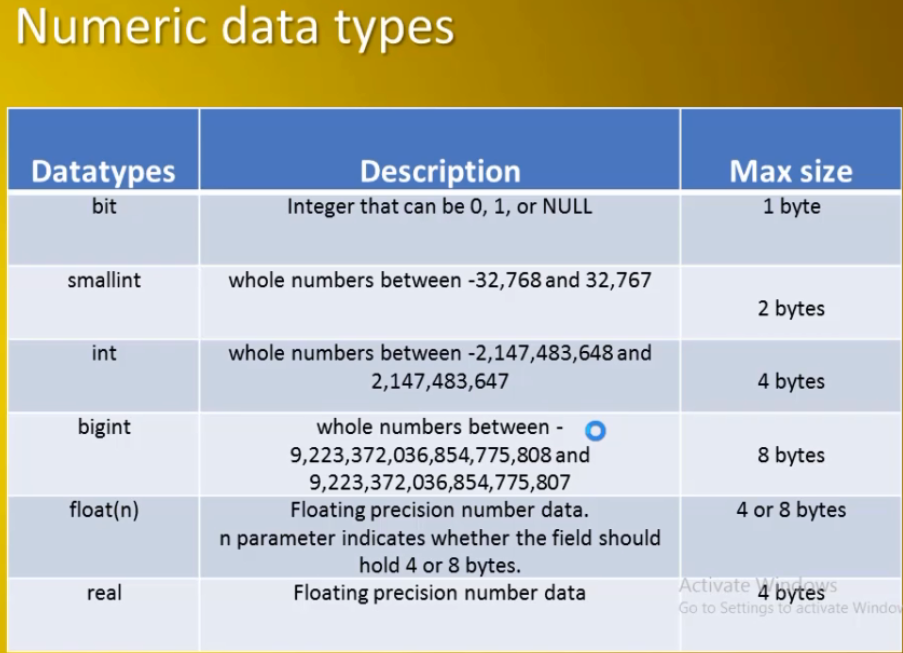 Numeric data types
Datatypes Description Max size
bit Integer that can be 0, 1, or NULL 1 byte
smallint whole numbers between -32,768 and 32,767
2 bytes
int whole numbers between -2,147,483,648 and
2,147,483,647 4 bytes
bigint whole numbers between -
9,223,372,036,854,775,808 and 8 bytes
9,223,372,036,854,775,807
float(n) Floating precision number data. 4 or 8 bytes
n parameter indicates whether the field should
hold 4 or 8 bytes.
real Floating precision number data 4 bytes
Activate Windows
Go to Settings to activate Window